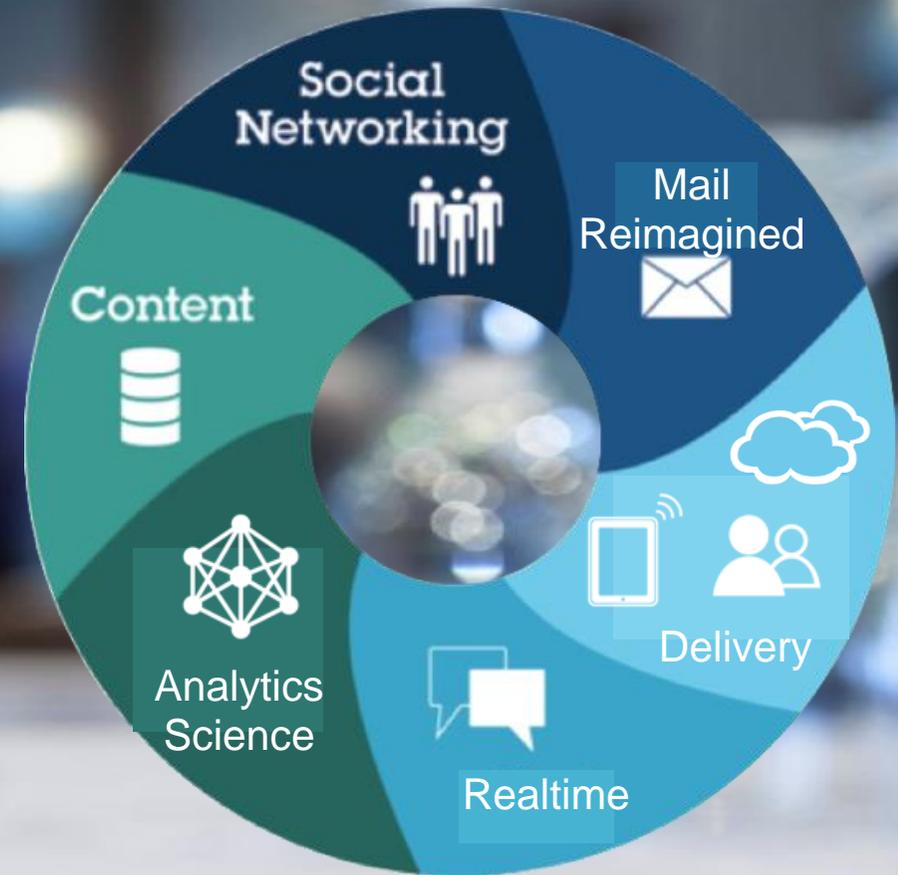 Social
Networking
Mail
Reimagined
Content
Delivery
Analytics
Science
Realtime